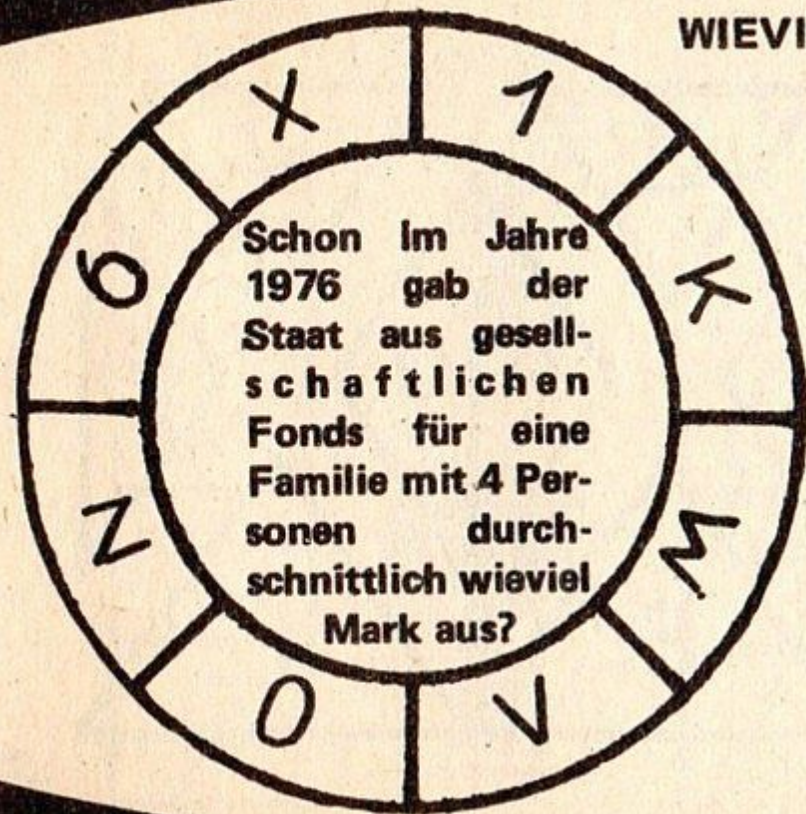 WIEVI
X
1
K
W
V
O
N
6
Schon im Jahre
1976 gab der
Staat aus gesell-
schaftlichen
Fonds für eine
Familie mit 4 Per-
sonen durch-
schnittlich wieviel
Mark aus?